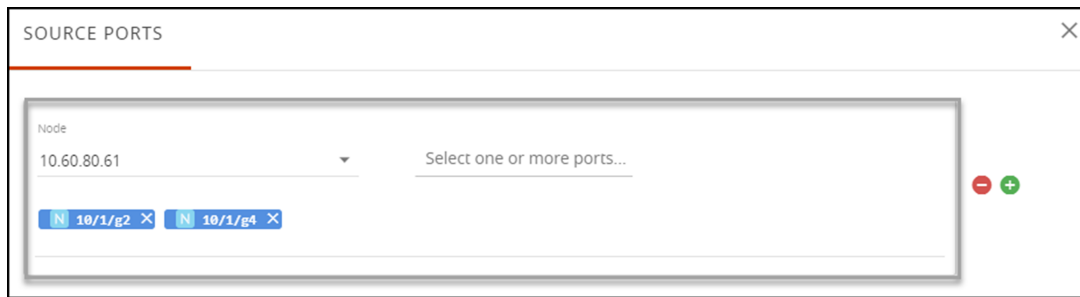 SOURCE PORTS
Node
10.60.80.61
Select one or more ports...
N 10/1/g2 N 10/1/g4